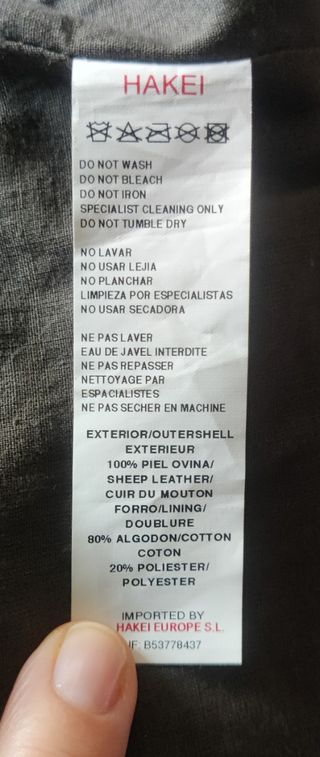 HAKEI
DO NOT WASH
DO NOT BLEACH
DO NOT IRON
SPECIALIST CLEANING ONLY
DO NOT TUMBLE DRY
NO LAVAR
NO USAR LEJIA
NO PLANCHAR
LIMPIEZA POR ESPECIALISTAS
NO USAR SECADORA
NE PAS LAVER
EAU DE JAVEL INTERDITE
NE PAS REPASSER
NETTOYAGE PAR
ESPACIALISTES
NE PAS SECHER EN MACHINE
EXTERIOR/OUTERSHELL
EXTERIEUR
100% PIEL OVINA/
SHEEP LEATHER/
CUIR DU MOUTON
FORRO/LINING/
DOUBLURE
80% ALGODON/COTTON
COTON
20% POLIESTER/
POLYESTER
IMPORTED BY
HAKEI EUROPE S.L.
B53778437